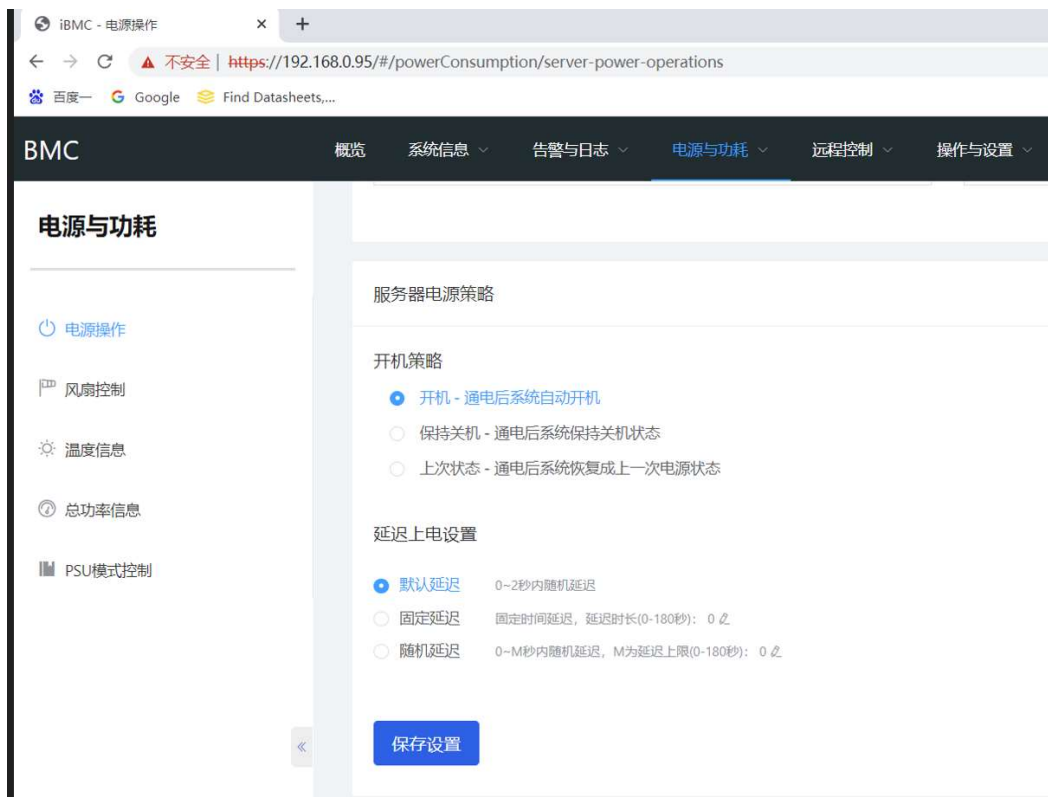 iBMC - 电源操作
不安全 | https://192.168.0.95/#/powerConsumption/server-power-operations
百度一 Google Find Datasheets,...
BMC 概览 系统信息 告警与日志 电源与功耗 远程控制 操作与设置
电源与功耗
电源操作
风扇控制
温度信息
总功率信息
PSU模式控制
服务器电源策略
开机策略
开机 - 通电后系统自动开机
保持关机 - 通电后系统保持关机状态
上次状态 - 通电后系统恢复成上一次电源状态
延迟上电设置
默认延迟 0~2秒内随机延迟
固定延迟 固定时间延迟，延迟时长(0-180秒)： 0
随机延迟 0~M秒内随机延迟，M为延迟上限(0-180秒)： 0
保存设置